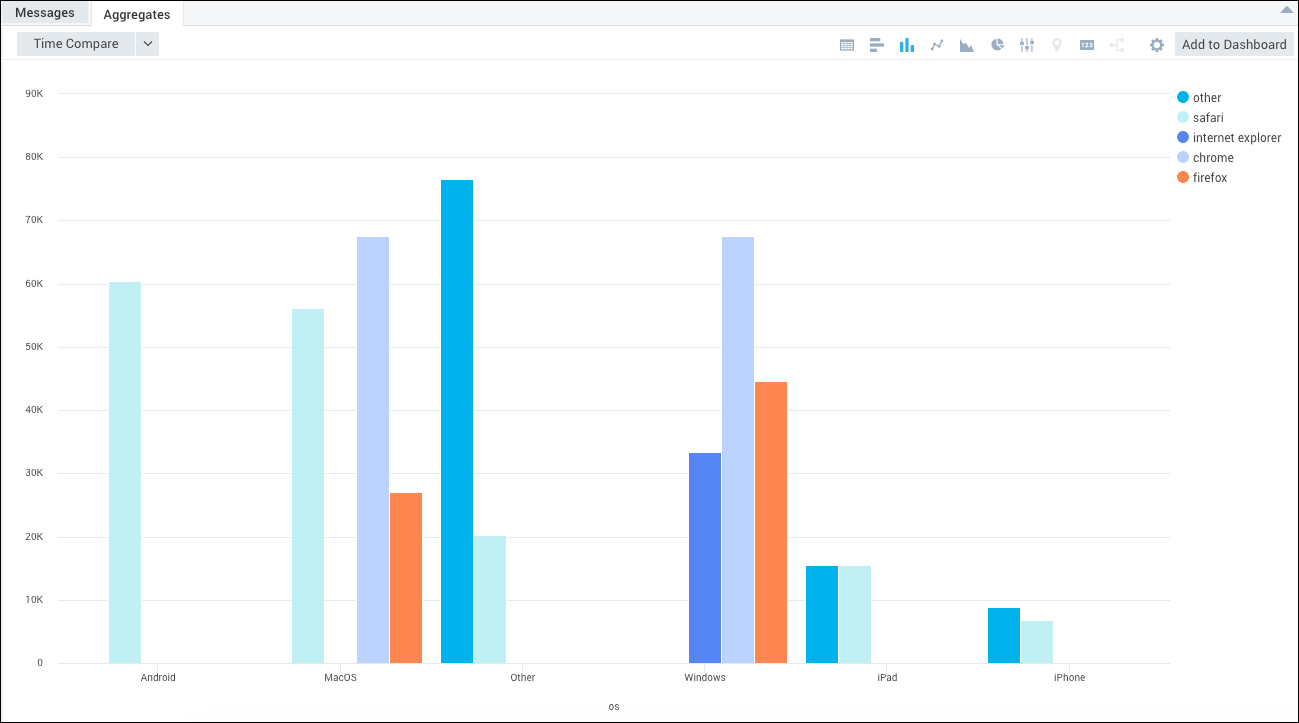 Messages
Aggregates
Time Compare
123
Add to Dashboard
90K
80K
70K
60K
50K
40K
30K
20K
10K
0
Android MacOS Other Windows iPad iPhone
os
other
safari
internet explorer
chrome
firefox